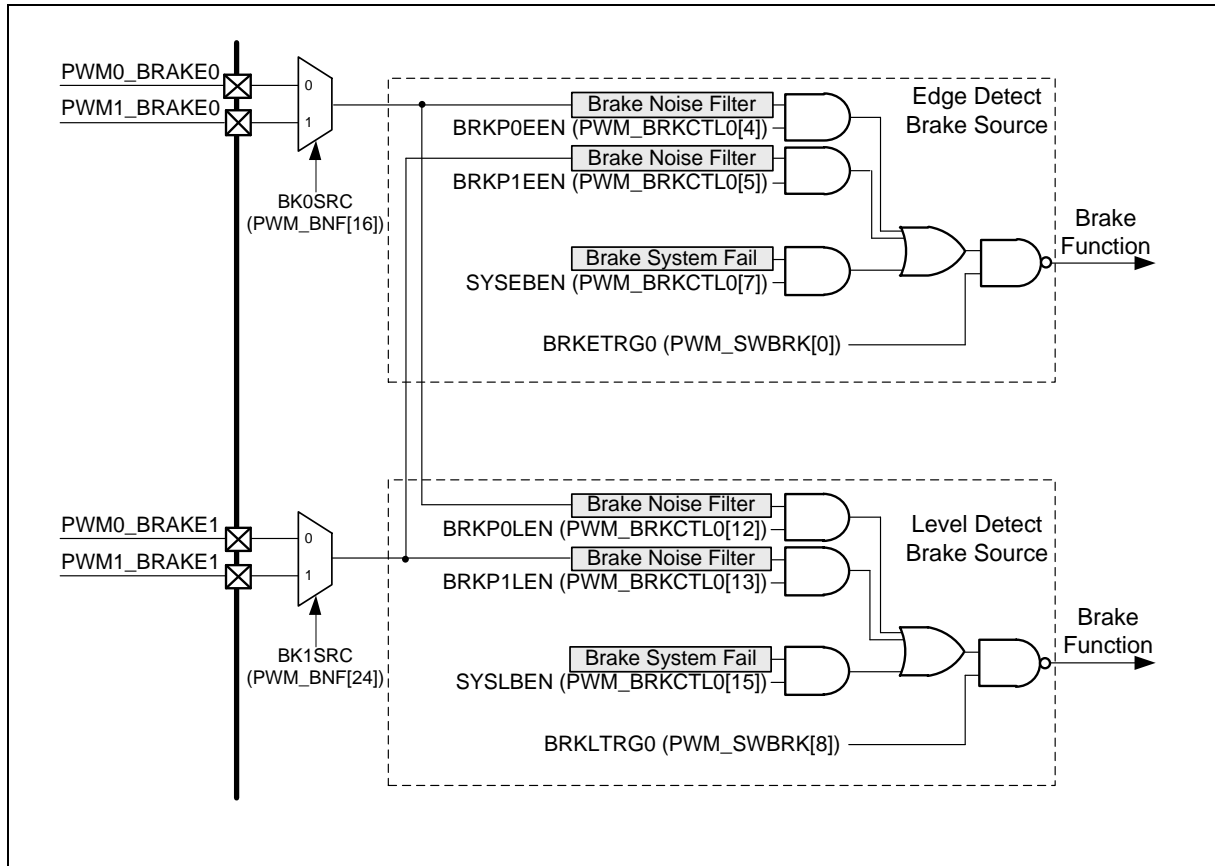 PWM0_BRAKE0
PWM1_BRAKE0
0
1
BK0SRC
(PWM_BNF[16])
Edge Detect
Brake Source
Brake Noise Filter
BRKP0EEN (PWM_BRKCTL0[4])
Brake Noise Filter
BRKP1EEN (PWM_BRKCTL0[5])
Brake System Fail
SYSEBEN (PWM_BRKCTL0[7])
BRKETRG0 (PWM_SWBRK[0])
Brake
Function
PWM0_BRAKE1
PWM1_BRAKE1
0
1
BK1SRC
(PWM_BNF[24])
Level Detect
Brake Source
Brake Noise Filter
BRKP0LEN (PWM_BRKCTL0[12])
Brake Noise Filter
BRKP1LEN (PWM_BRKCTL0[13])
Brake System Fail
SYSLBEN (PWM_BRKCTL0[15])
BRKLTRG0 (PWM_SWBRK[8])
Brake
Function